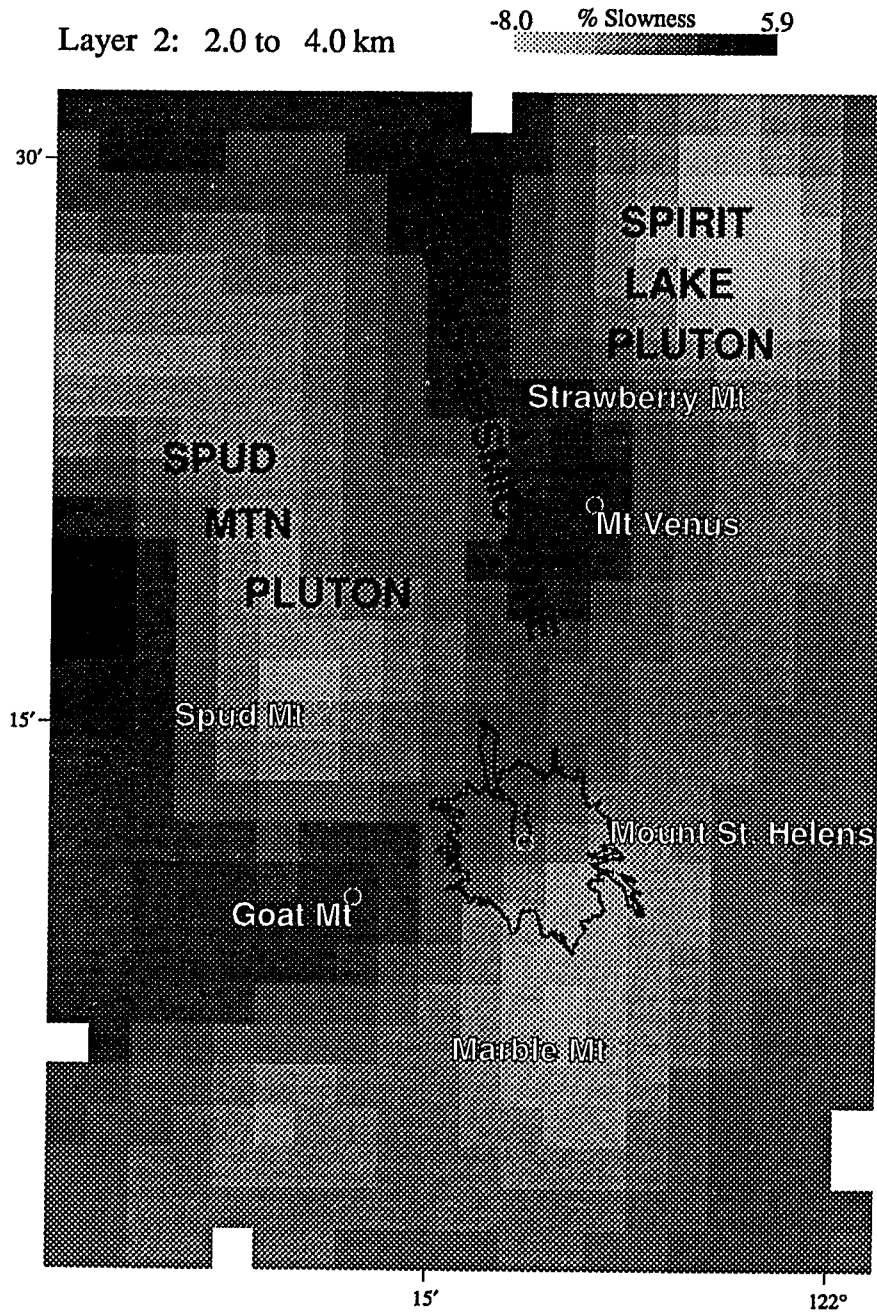 -8.0 % Slowness 5.9
Layer 2: 2.0 to 4.0 km
30′
SPIRIT
LAKE
PLUTON
Strawberry Mt
SPUD
MTN
PLUTON
Mt Venus
15′
Spud Mt
Mount St. Helens
Goat Mt
Marble Mt
15′
122°